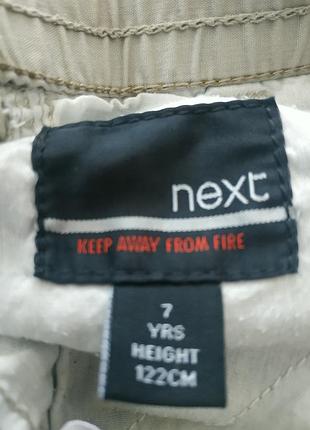 next
KEEP AWAY FROM FIRE
7
YRS
HEIGHT
122CM